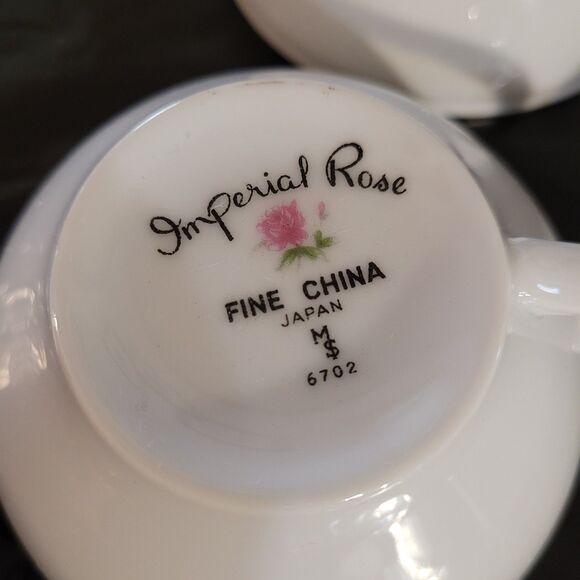 Imperial Rose
FINE CHINA
JAPAN
M
$
6702